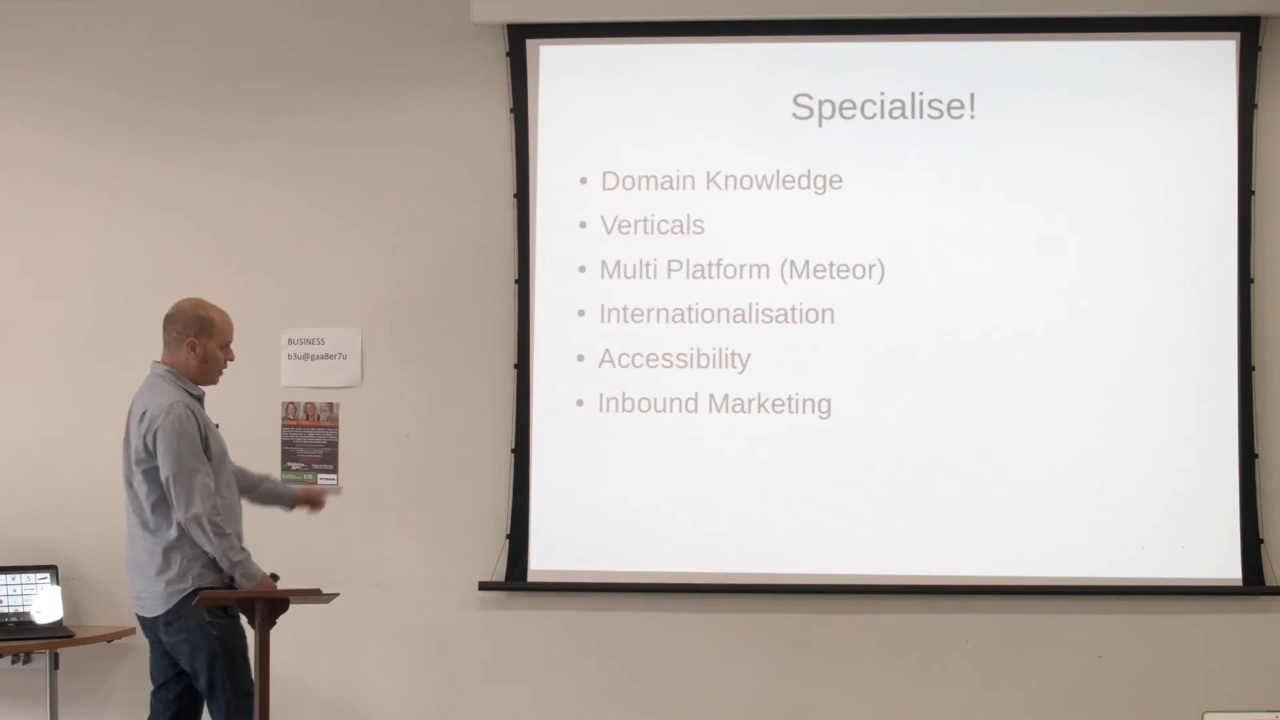 Specialise!
• Domain Knowledge
• Verticals
• Multi Platform (Meteor)
• Internationalisation
• Accessibility
• Inbound Marketing
BUSINESS
b3u@gaa8er7u